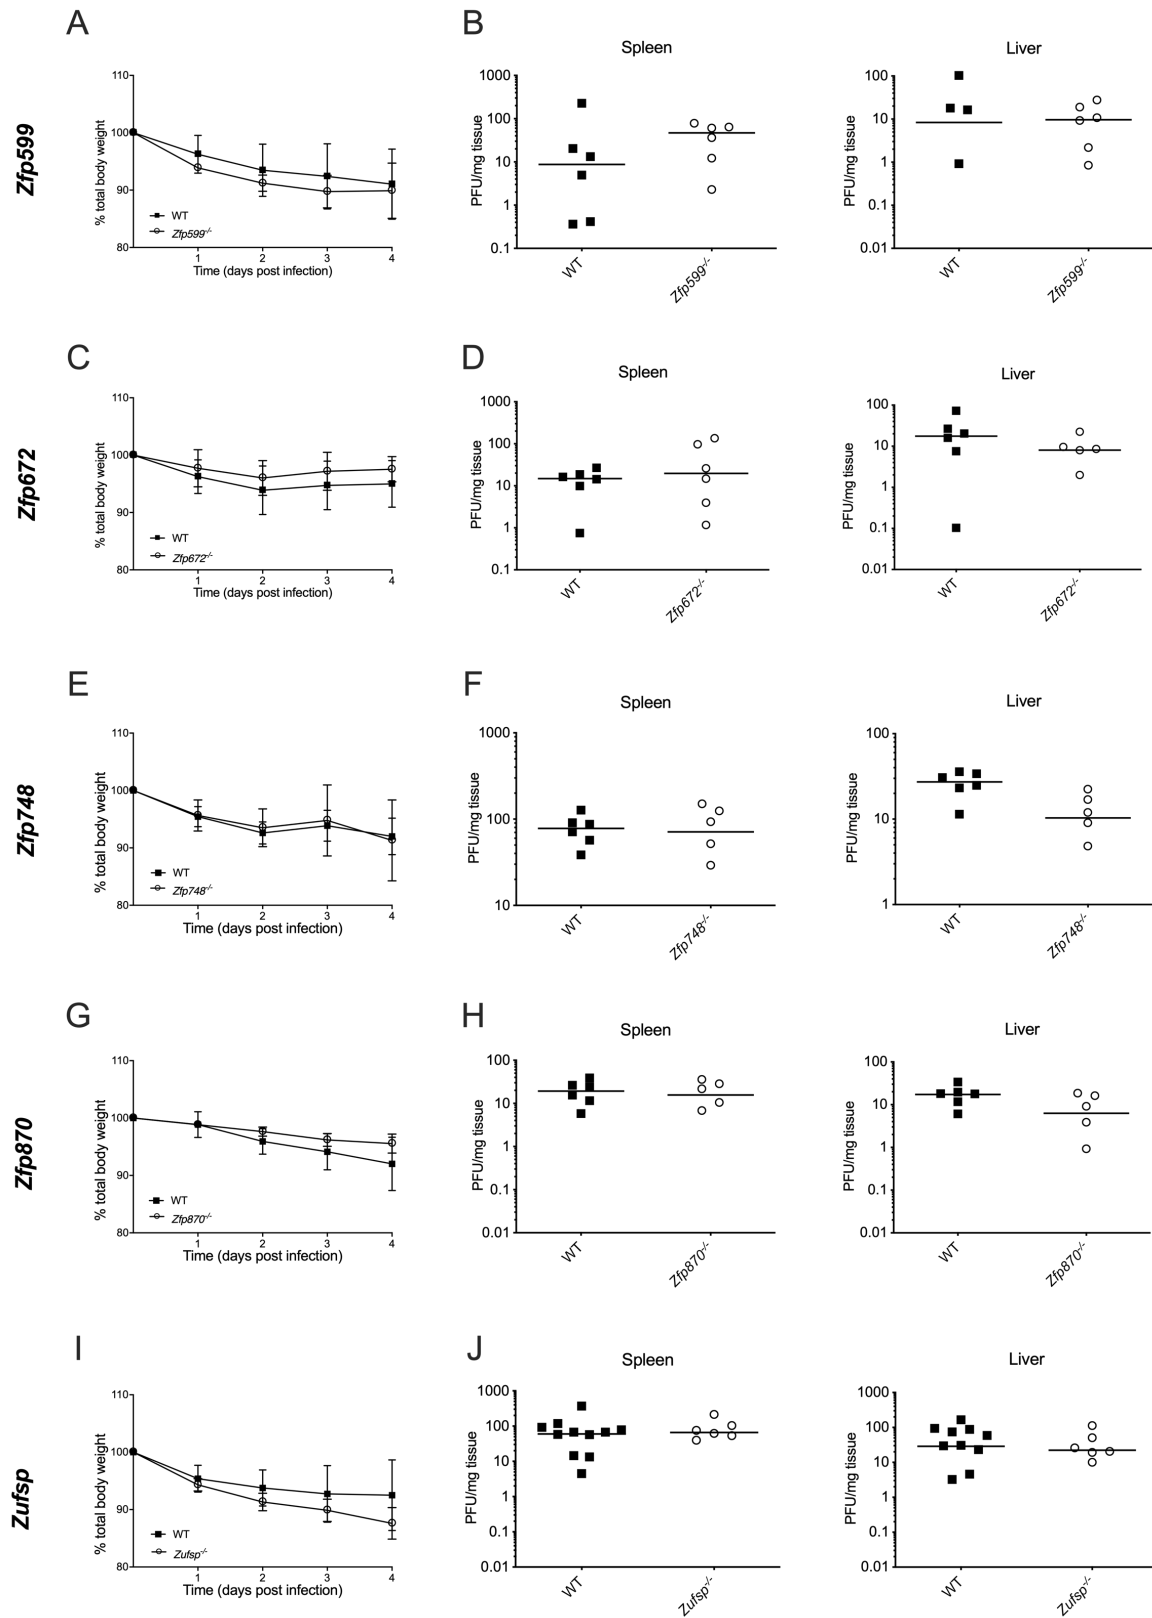 A
B
Zfp599
110
100
90
80
% total body weight
WT
Zfp599-/-
1 2 3 4
Time (days post infection)
Spleen
1000
100
10
1
0.1
PFU/mg tissue
WT
Zfp599-/-
Liver
100
10
1
0.1
0.01
PFU/mg tissue
WT
Zfp599-/-
C
D
Zfp672
110
100
90
80
% total body weight
WT
Zfp672-/-
1 2 3 4
Time (days post infection)
Spleen
1000
100
10
1
0.1
PFU/mg tissue
WT
Zfp672-/-
Liver
100
10
1
0.1
0.01
PFU/mg tissue
WT
Zfp672-/-
E
F
Zfp748
110
100
90
80
% total body weight
WT
Zfp748-/-
1 2 3 4
Time (days post infection)
Spleen
1000
100
10
PFU/mg tissue
WT
Zfp748-/-
Liver
100
10
1
PFU/mg tissue
WT
Zfp748-/-
G
H
Zfp870
110
100
90
80
% total body weight
WT
Zfp870-/-
1 2 3 4
Time (days post infection)
Spleen
100
10
1
0.1
0.01
PFU/mg tissue
WT
Zfp870-/-
Liver
100
10
1
0.1
0.01
PFU/mg tissue
WT
Zfp870-/-
I
J
Zufsp
110
100
90
80
% total body weight
WT
Zufsp-/-
1 2 3 4
Time (days post infection)
Spleen
1000
100
10
1
0.1
0.01
PFU/mg tissue
WT
Zufsp-/-
Liver
1000
100
10
1
0.1
0.01
PFU/mg tissue
WT
Zufsp-/-